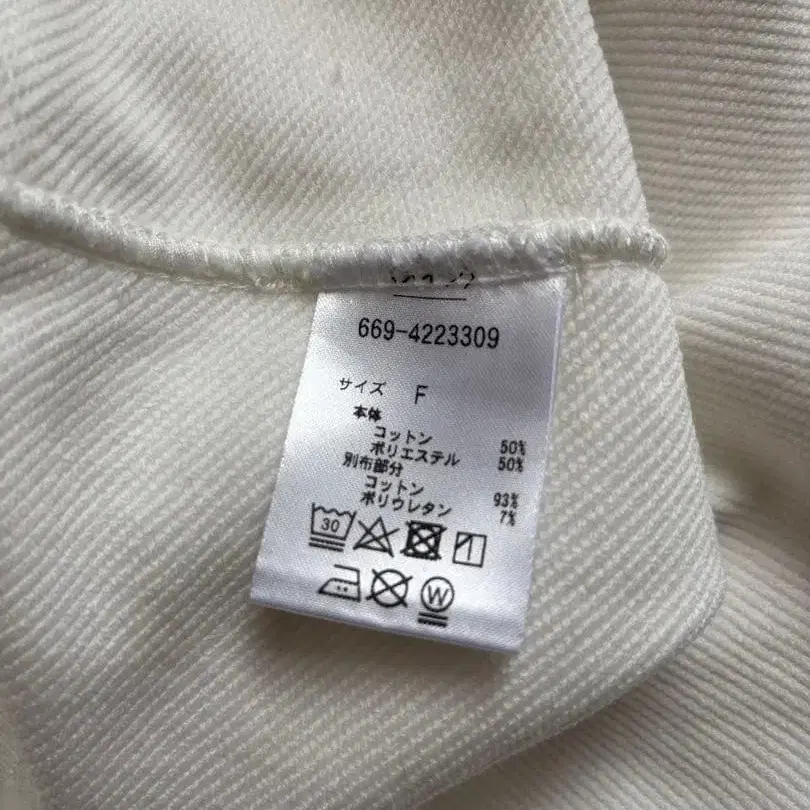 669-4223309
サイズ F
本体
コットン 50%
ポリエステル 50%
別布部分
コットン 93%
ポリウレタン 7%
30
W